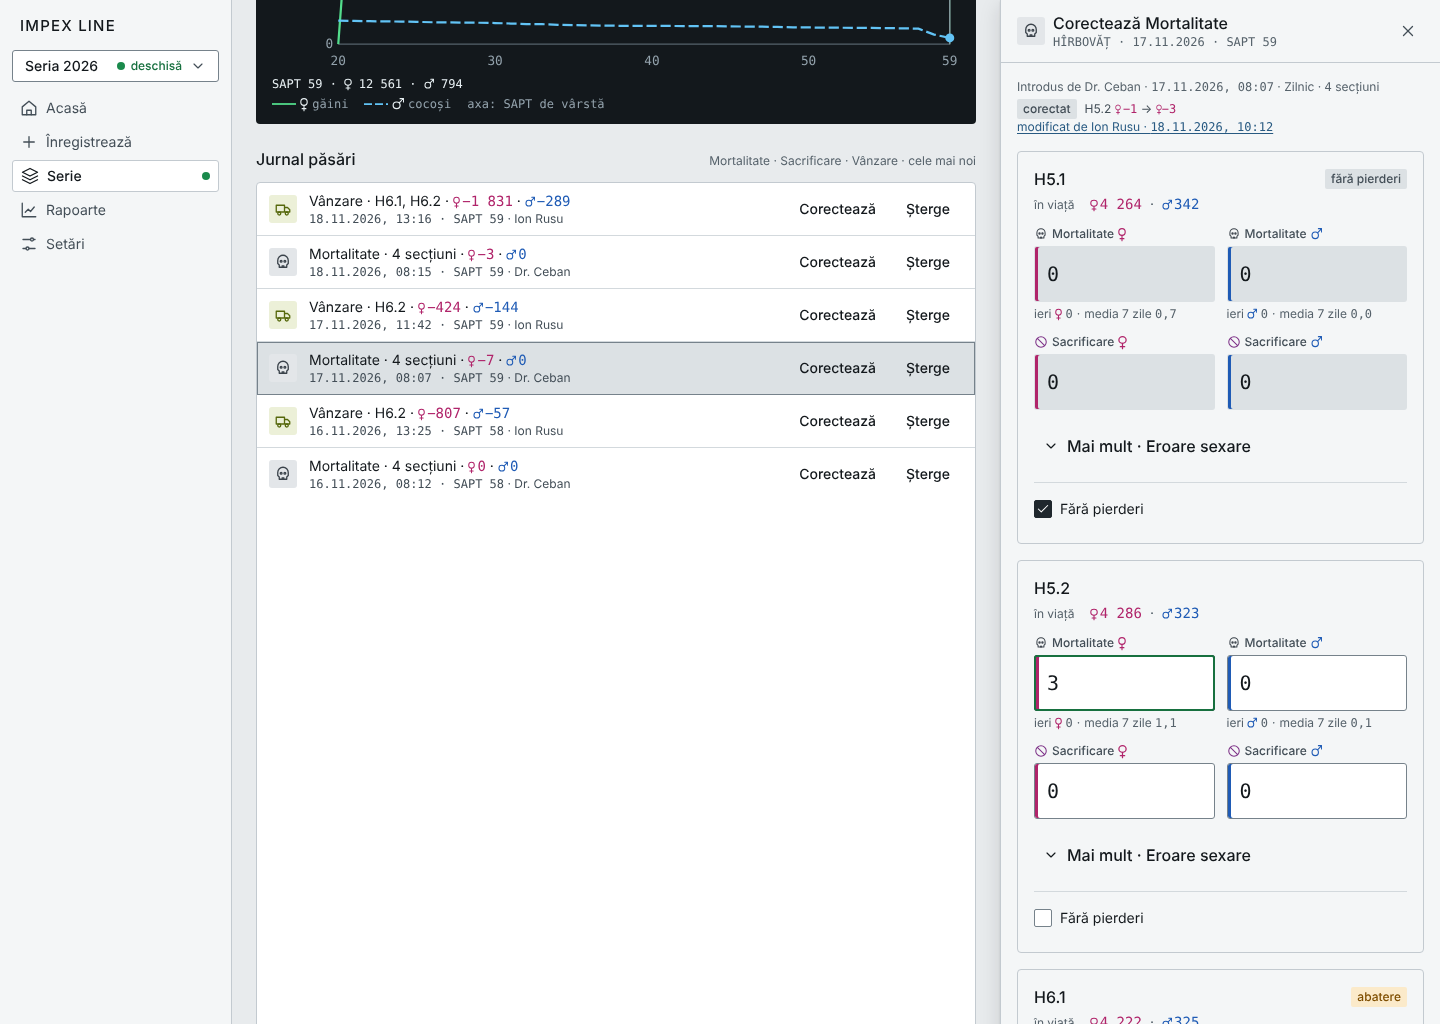 IMPEX LINE
Seria 2026 deschisă
Acasă
Înregistrează
Serie
Rapoarte
Setări
0
20 30 40 50 59
SAPT 59 · ♀ 12 561 · ♂ 794
♀ găini ♂ cocoși axa: SAPT de vârstă
Jurnal păsări
Mortalitate · Sacrificare · Vânzare · cele mai noi
Vânzare · H6.1, H6.2 · ♀−1 831 · ♂−289
18.11.2026, 13:16 · SAPT 59 · Ion Rusu
Corectează Șterge
Mortalitate · 4 secțiuni · ♀−3 · ♂0
18.11.2026, 08:15 · SAPT 59 · Dr. Ceban
Corectează Șterge
Vânzare · H6.2 · ♀−424 · ♂−144
17.11.2026, 11:42 · SAPT 59 · Ion Rusu
Corectează Șterge
Mortalitate · 4 secțiuni · ♀−7 · ♂0
17.11.2026, 08:07 · SAPT 59 · Dr. Ceban
Corectează Șterge
Vânzare · H6.2 · ♀−807 · ♂−57
16.11.2026, 13:25 · SAPT 58 · Ion Rusu
Corectează Șterge
Mortalitate · 4 secțiuni · ♀0 · ♂0
16.11.2026, 08:12 · SAPT 58 · Dr. Ceban
Corectează Șterge
Corectează Mortalitate
HÎRBOVĂȚ · 17.11.2026 · SAPT 59
Introdus de Dr. Ceban · 17.11.2026, 08:07 · Zilnic · 4 secțiuni
corectat H5.2 ♀−1 → ♀−3
modificat de Ion Rusu · 18.11.2026, 10:12
H5.1 fără pierderi
în viață ♀4 264 · ♂342
Mortalitate ♀ Mortalitate ♂
0 0
ieri ♀ 0 · media 7 zile 0,7 ieri ♂ 0 · media 7 zile 0,0
Sacrificare ♀ Sacrificare ♂
0 0
Mai mult · Eroare sexare
Fără pierderi
H5.2
în viață ♀4 286 · ♂323
Mortalitate ♀ Mortalitate ♂
3 0
ieri ♀ 0 · media 7 zile 1,1 ieri ♂ 0 · media 7 zile 0,1
Sacrificare ♀ Sacrificare ♂
0 0
Mai mult · Eroare sexare
Fără pierderi
H6.1 abatere
în viață ♀4 222 · ♂325